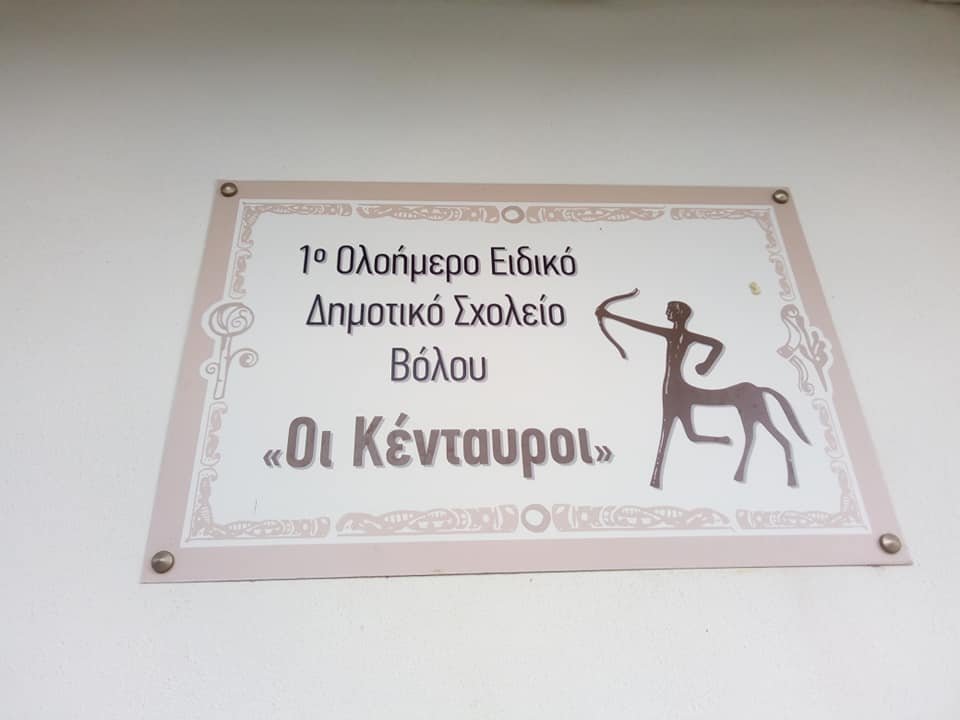 1ο Ολοήμερο Ειδικό
Δημοτικό Σχολείο
Βόλου
«Οι Κένταυροι»